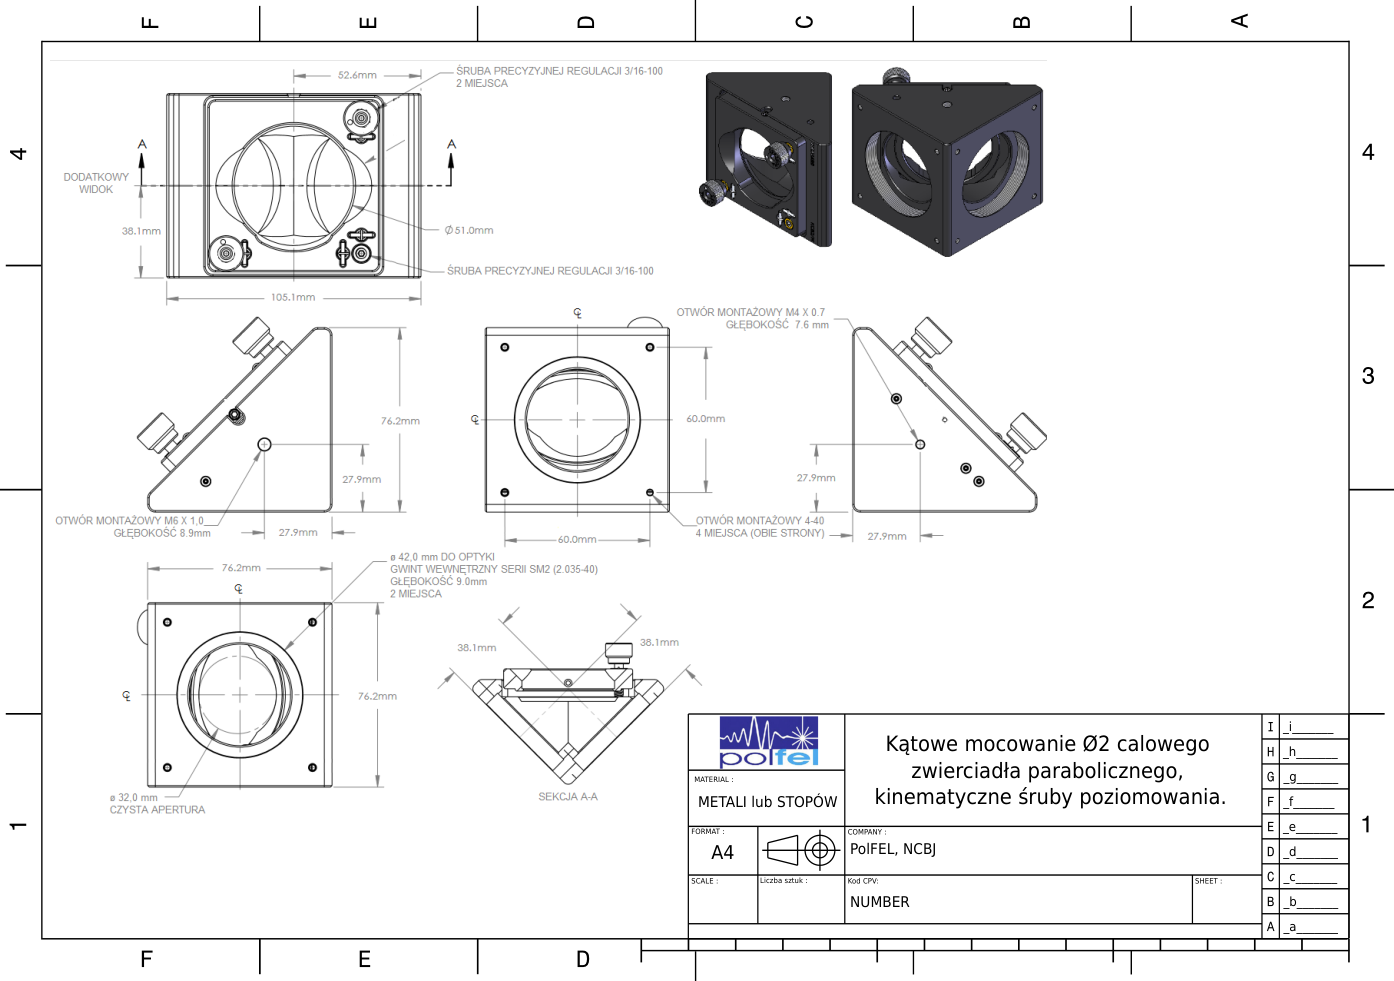 F E D C B A
4
4
52.6mm
ŚRUBA PRECYZYJNEJ REGULACJI 3/16-100
2 MIEJSCA
A
A
DODATKOWY
WIDOK
38.1mm
Ø51.0mm
ŚRUBA PRECYZYJNEJ REGULACJI 3/16-100
105.1mm
3
76.2mm
27.9mm
OTWÓR MONTAŻOWY M6 X 1,0
GŁĘBOKOŚĆ 8.9mm
27.9mm
℄
℄
60.0mm
60.0mm
OTWÓR MONTAŻOWY M4 X 0.7
GŁĘBOKOŚĆ 7.6 mm
27.9mm
27.9mm
OTWÓR MONTAŻOWY 4-40
4 MIEJSCA (OBIE STRONY)
2
76.2mm
℄
℄
ø 42,0 mm DO OPTYKI
GWINT WEWNĘTRZNY SERII SM2 (2.035-40)
GŁĘBOKOŚĆ 9.0mm
2 MIEJSCA
76.2mm
ø 32,0 mm
CZYSTA APERTURA
38.1mm
38.1mm
SEKCJA A-A
1
1
polfel
MATERIAL :
METALI lub STOPÓW
Kątowe mocowanie Ø2 calowego
zwierciadła parabolicznego,
kinematyczne śruby poziomowania.
FORMAT :
A4
COMPANY :
PolFEL, NCBJ
SCALE :
Liczba sztuk :
Kod CPV:
NUMBER
SHEET :
I _i______
H _h______
G _g______
F _f______
E _e______
D _d______
C _c______
B _b______
A _a______
F E D